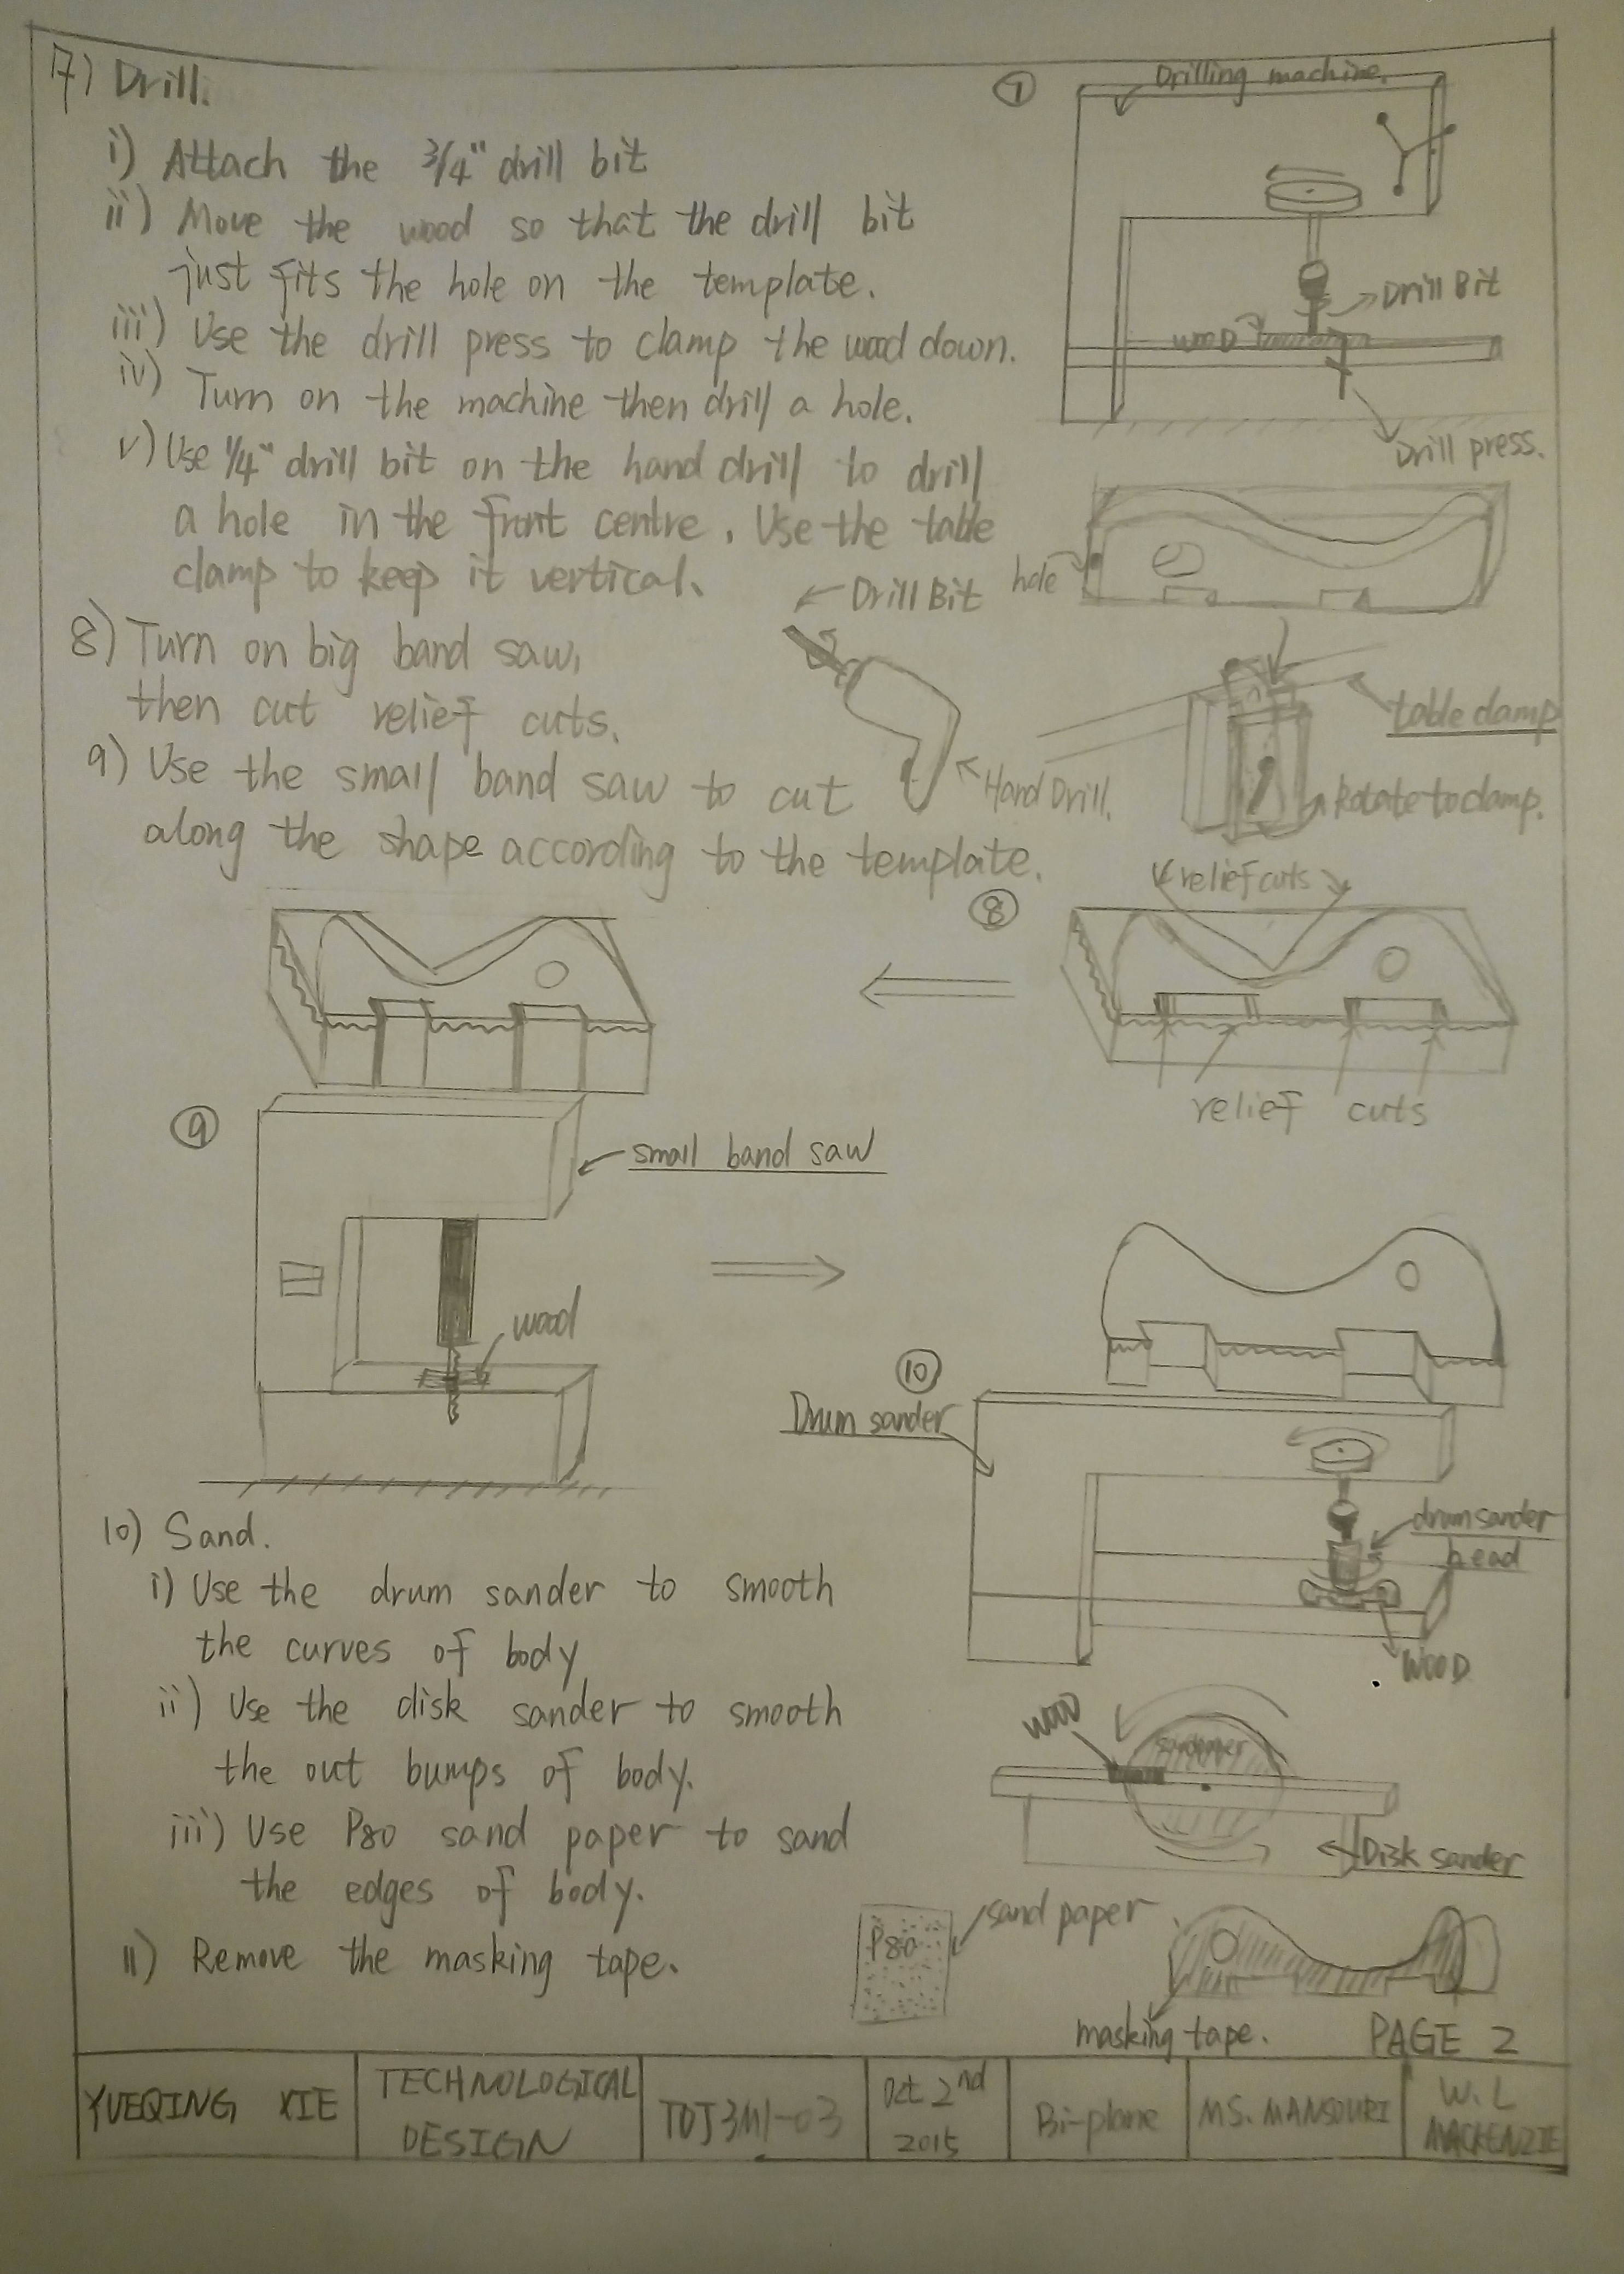 7) Drill.
i) Attach the 3/4" drill bit
ii) Move the wood so that the drill bit
just fits the hole on the template.
iii) Use the drill press to clamp the wood down.
iv) Turn on the machine then drill a hole.
v) Use 1/4" drill bit on the hand drill to drill
a hole in the front centre. Use the table
clamp to keep it vertical.
7
Drilling machine.
Drill Bit
WOOD
Drill press.
hole
Drill Bit
Hand Drill.
table clamp
Rotate to clamp.
8) Turn on big band saw,
then cut relief cuts.
9) Use the small band saw to cut
along the shape according to the template.
8
relief cuts
relief cuts
9
small band saw
wood
10
Drum sander
drum sander
head
WOOD
10) Sand.
i) Use the drum sander to smooth
the curves of body
ii) Use the disk sander to smooth
the out bumps of body.
iii) Use P80 sand paper to sand
the edges of body.
11) Remove the masking tape.
WOOD
sandpaper
Disk sander
P80
sand paper
masking tape.
PAGE 2
YUEQING XIE
TECHNOLOGICAL
DESIGN
TDJ3M1-03
Oct 2nd
2015
Bi-plane
MS. MANSOURI
W. L
MACKENZIE